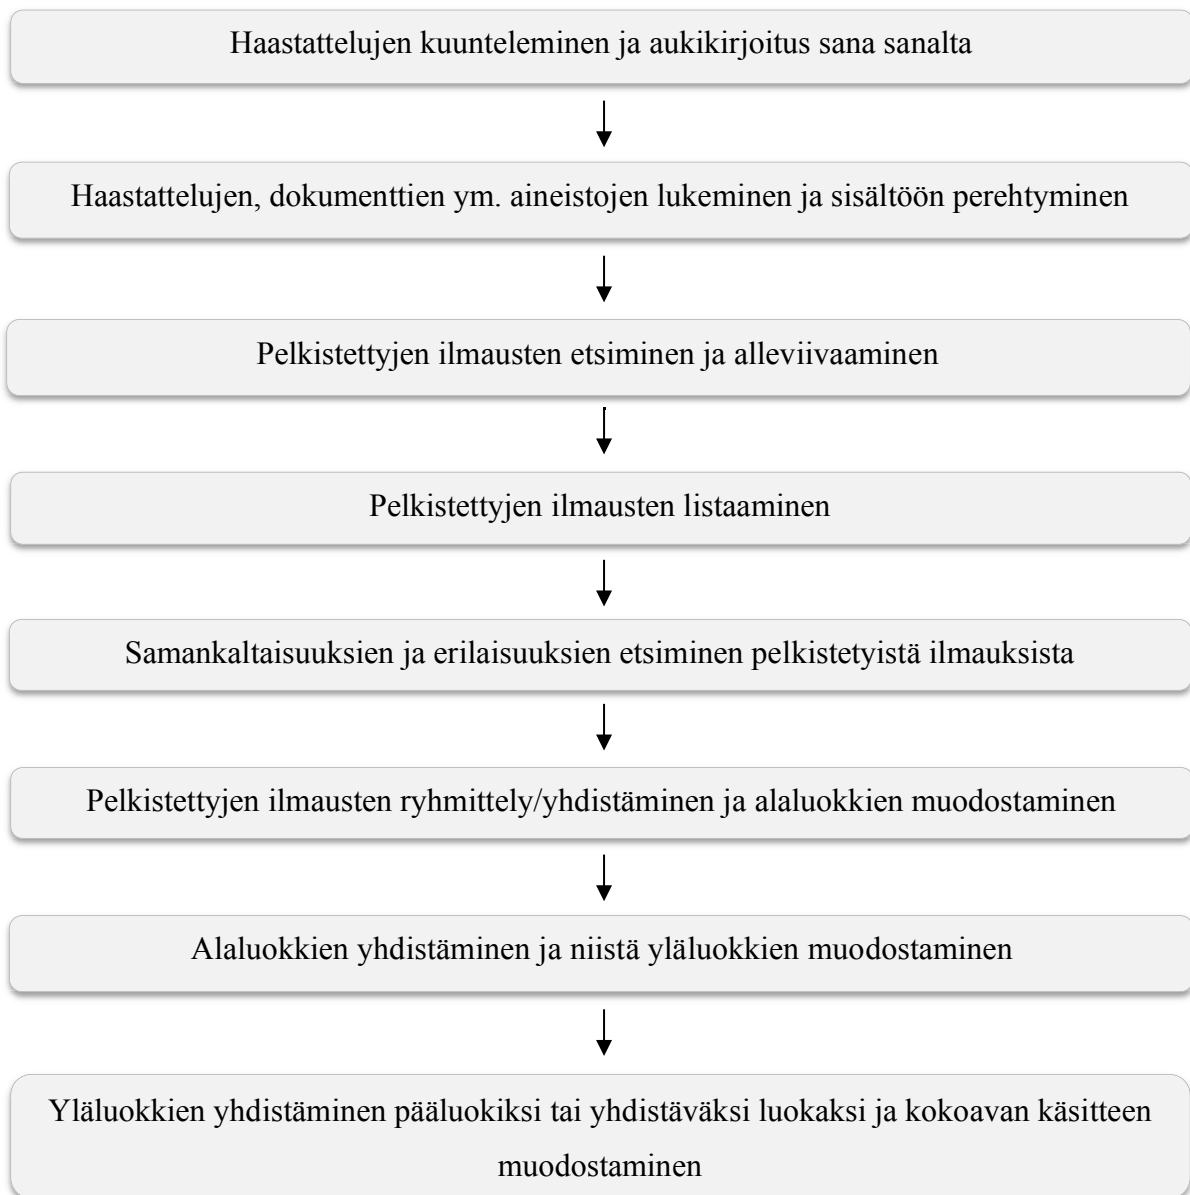 Haastattelujen kuunteleminen ja aukikirjoitus sana sanalta
Haastattelujen, dokumenttien ym. aineistojen lukeminen ja sisältöön perehtyminen
Pelkistettyjen ilmausten etsiminen ja alleviivaaminen
Pelkistettyjen ilmausten listaaminen
Samankaltaisuuksien ja erilaisuuksien etsiminen pelkistetyistä ilmauksista
Pelkistettyjen ilmausten ryhmittely/yhdistäminen ja alaluokkien muodostaminen
Alaluokkien yhdistäminen ja niistä yläluokkien muodostaminen
Yläluokkien yhdistäminen pääluokiksi tai yhdistäväksi luokaksi ja kokoavan käsitteen
muodostaminen